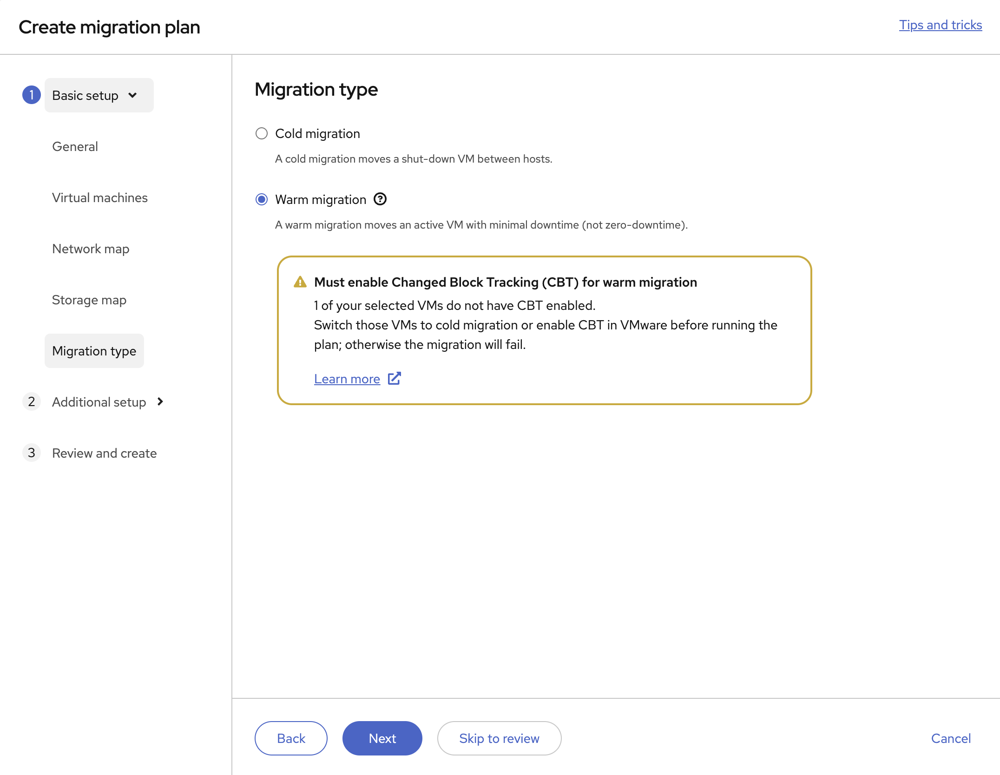 Create migration plan
Tips and tricks
1 Basic setup
General
Virtual machines
Network map
Storage map
Migration type
2 Additional setup
3 Review and create
Migration type
Cold migration
A cold migration moves a shut-down VM between hosts.
Warm migration
A warm migration moves an active VM with minimal downtime (not zero-downtime).
Must enable Changed Block Tracking (CBT) for warm migration
1 of your selected VMs do not have CBT enabled.
Switch those VMs to cold migration or enable CBT in VMware before running the
plan; otherwise the migration will fail.
Learn more
Back
Next
Skip to review
Cancel